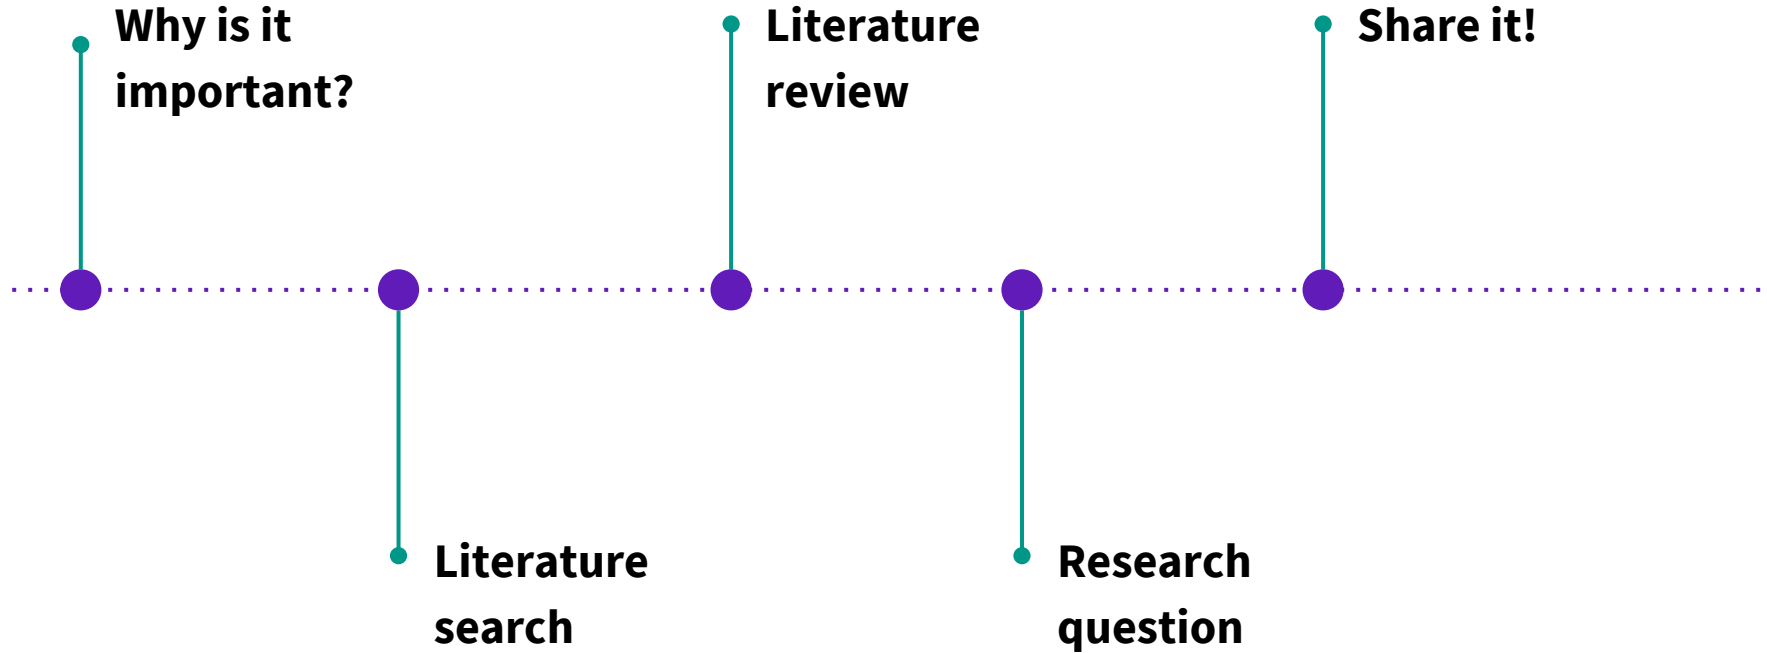 Why is it
important?
Literature
search
Literature
review
Research
question
Share it!